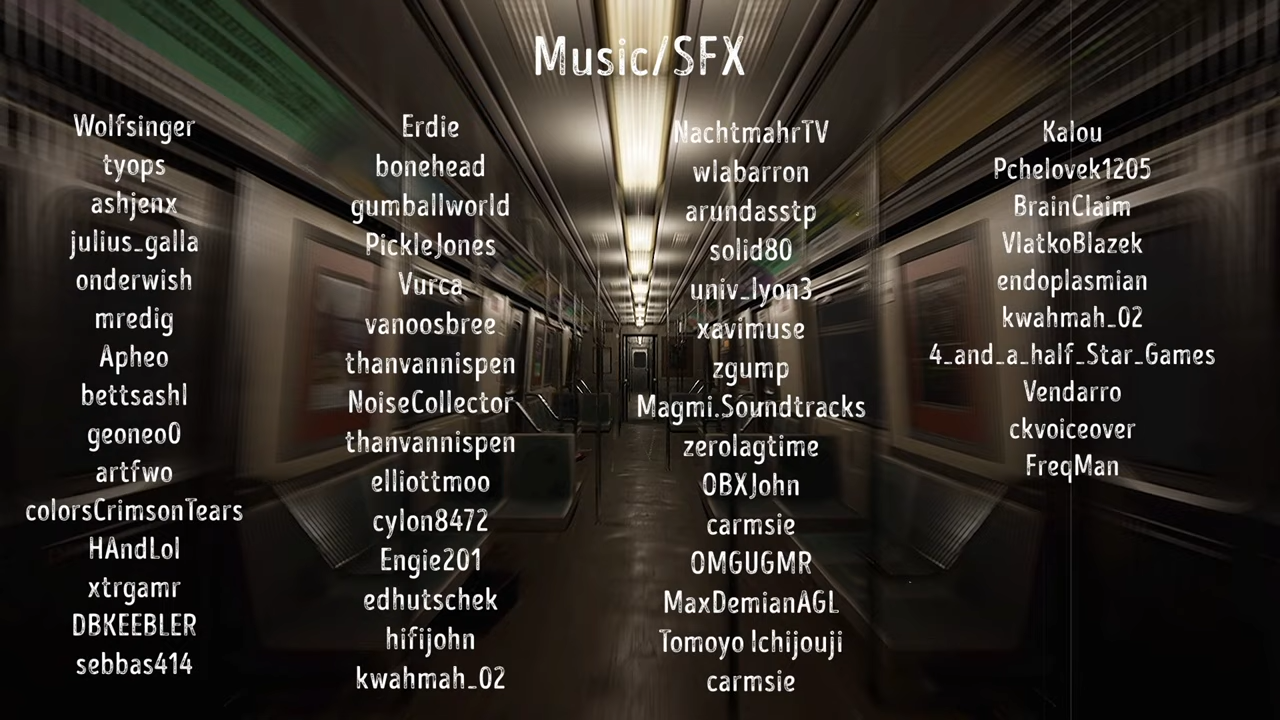 Music/SFX
Wolfsinger
tyops
ashjenx
julius_galla
onderwish
mredig
Apheo
bettsashl
geoneo0
artfwo
colorsCrimsonTears
HAndLol
xtrgamr
DBKEEBLER
sebbas414
Erdie
bonehead
gumballworld
PickleJones
Vurca
vanoosbree
thanvannispen
NoiseCollector
thanvannispen
elliottmoo
cylon8472
Engie201
edhutschek
hifijohn
kwahmah_02
NachtmahrTV
wlabarron
arundasstp
solid80
univ_lyon3
xavimuse
zgump
Magmi.Soundtracks
zerolagtime
OBXJohn
carmsie
OMGUGMR
MaxDemianAGL
Tomoyo Ichijouji
carmsie
Kalou
Pchelovek1205
BrainClaim
VlatkoBlazek
endoplasmian
kwahmah_02
4_and_a_half_Star_Games
Vendarro
ckvoiceover
FreqMan